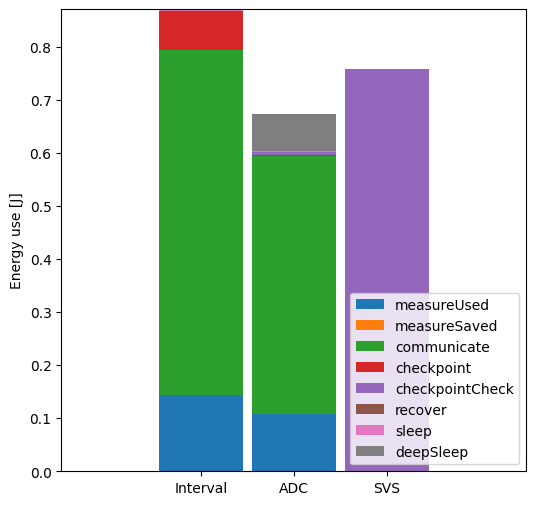 Energy use [J]
0.8
0.7
0.6
0.5
0.4
0.3
0.2
0.1
0.0
Interval
ADC
SVS
measureUsed
measureSaved
communicate
checkpoint
checkpointCheck
recover
sleep
deepSleep